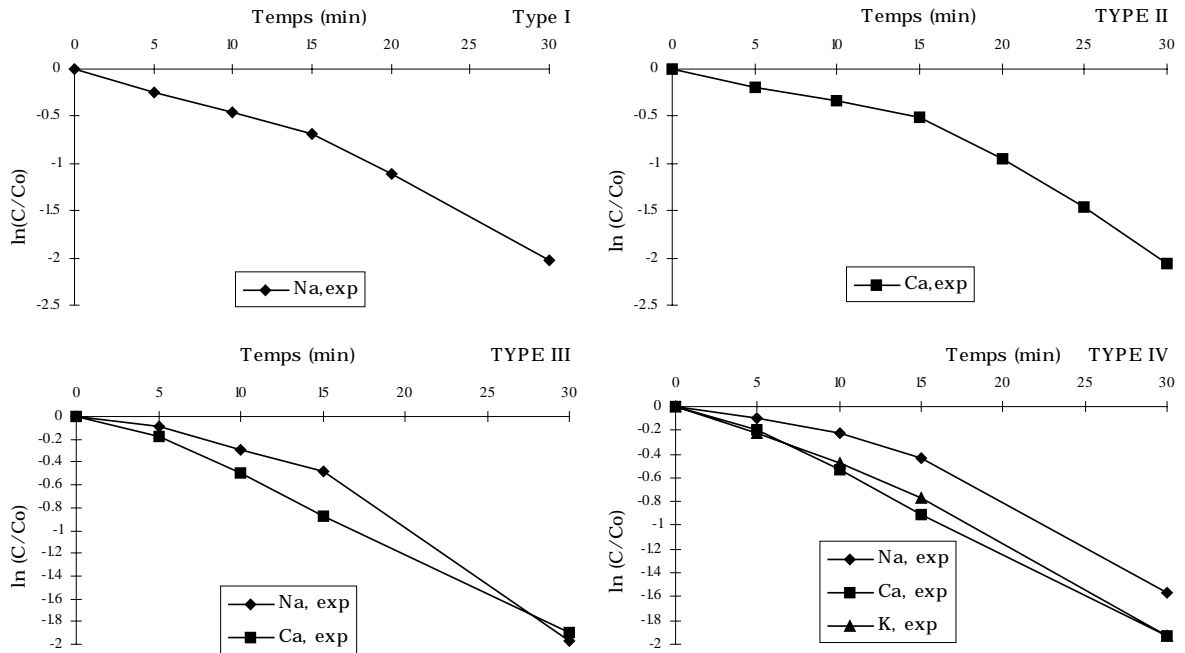 Temps (min) Type I
0 5 10 15 20 25 30
0
-0.5
-1
-1.5
-2
-2.5
ln(C/Co)
Na,exp
Temps (min) TYPE II
0 5 10 15 20 25 30
0
-0.5
-1
-1.5
-2
-2.5
ln (C/Co)
Ca,exp
Temps (min) TYPE III
0 5 10 15 20 25 30
0
-0.2
-0.4
-0.6
-0.8
-1
-1.2
-1.4
-1.6
-1.8
-2
ln (C/Co)
Na, exp
Ca, exp
Temps (min) TYPE IV
0 5 10 15 20 25 30
0
-0.2
-0.4
-0.6
-0.8
-1
-1.2
-1.4
-1.6
-1.8
-2
ln (C/Co)
Na, exp
Ca, exp
K, exp